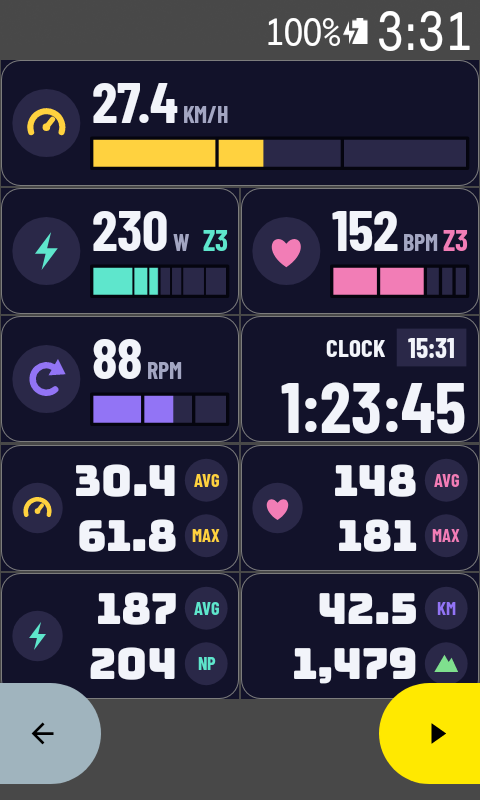 100% 3:31
27.4 KM/H
230 W Z3
152 BPM Z3
88 RPM
CLOCK 15:31
1:23:45
30.4 AVG
61.8 MAX
148 AVG
181 MAX
187 AVG
204 NP
42.5 KM
1,479